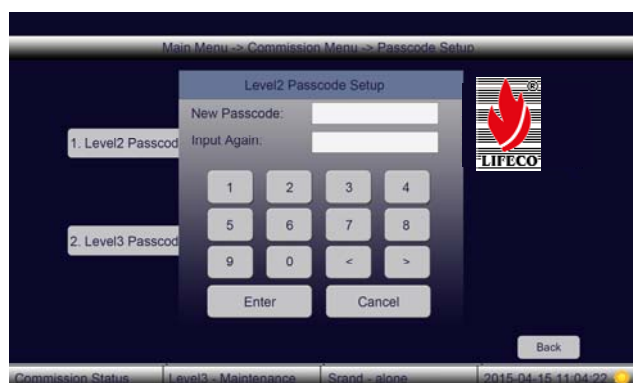 Main Menu -> Commission Menu -> Passcode Setup
Level2 Passcode Setup
New Passcode:
Input Again:
1. Level2 Passcod
2. Level3 Passcod
1 2 3 4
5 6 7 8
9 0 < >
Enter Cancel
®
LIFECO
Back
Commission Status Level3 - Maintenance Srand - alone 2015-04-15 11:04:22